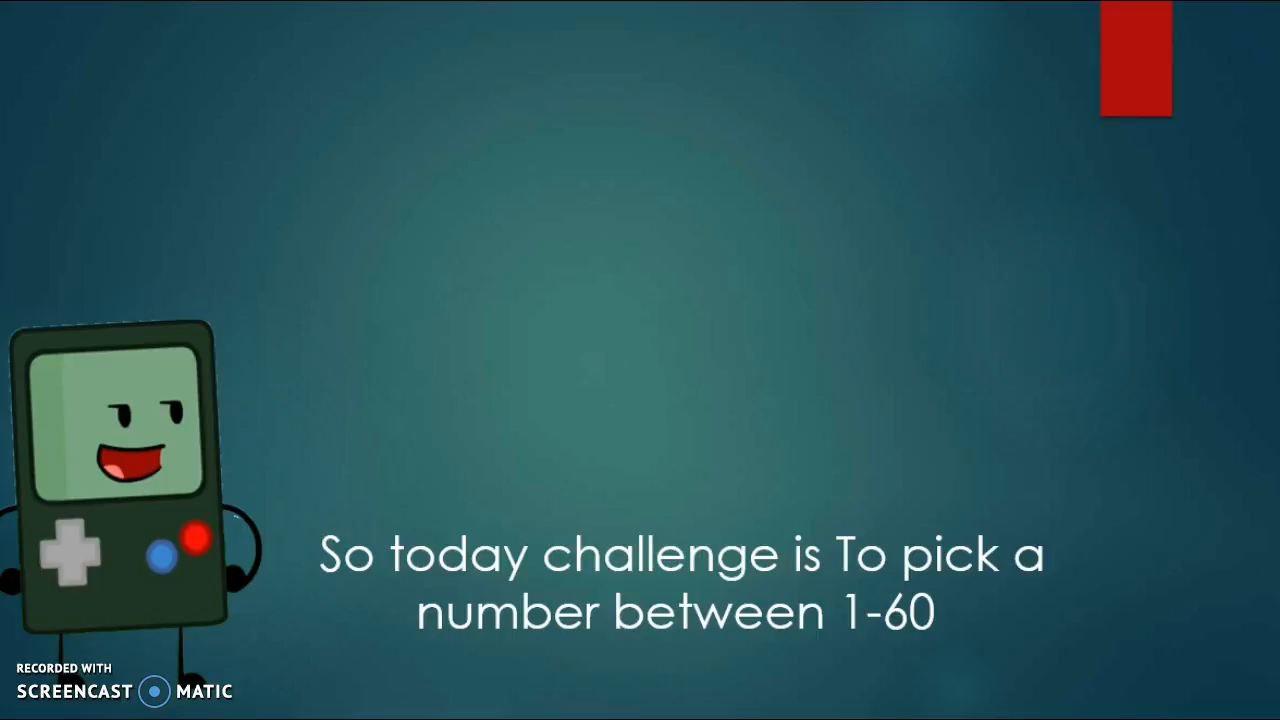 So today challenge is To pick a
number between 1-60
RECORDED WITH
SCREENCAST MATIC